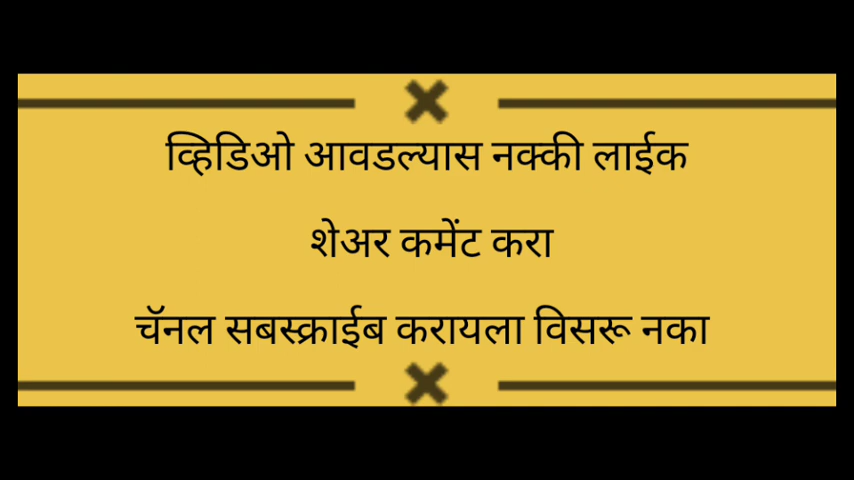 व्हिडिओ आवडल्यास नक्की लाईक
शेअर कमेंट करा
चॅनल सबस्क्राईब करायला विसरू नका